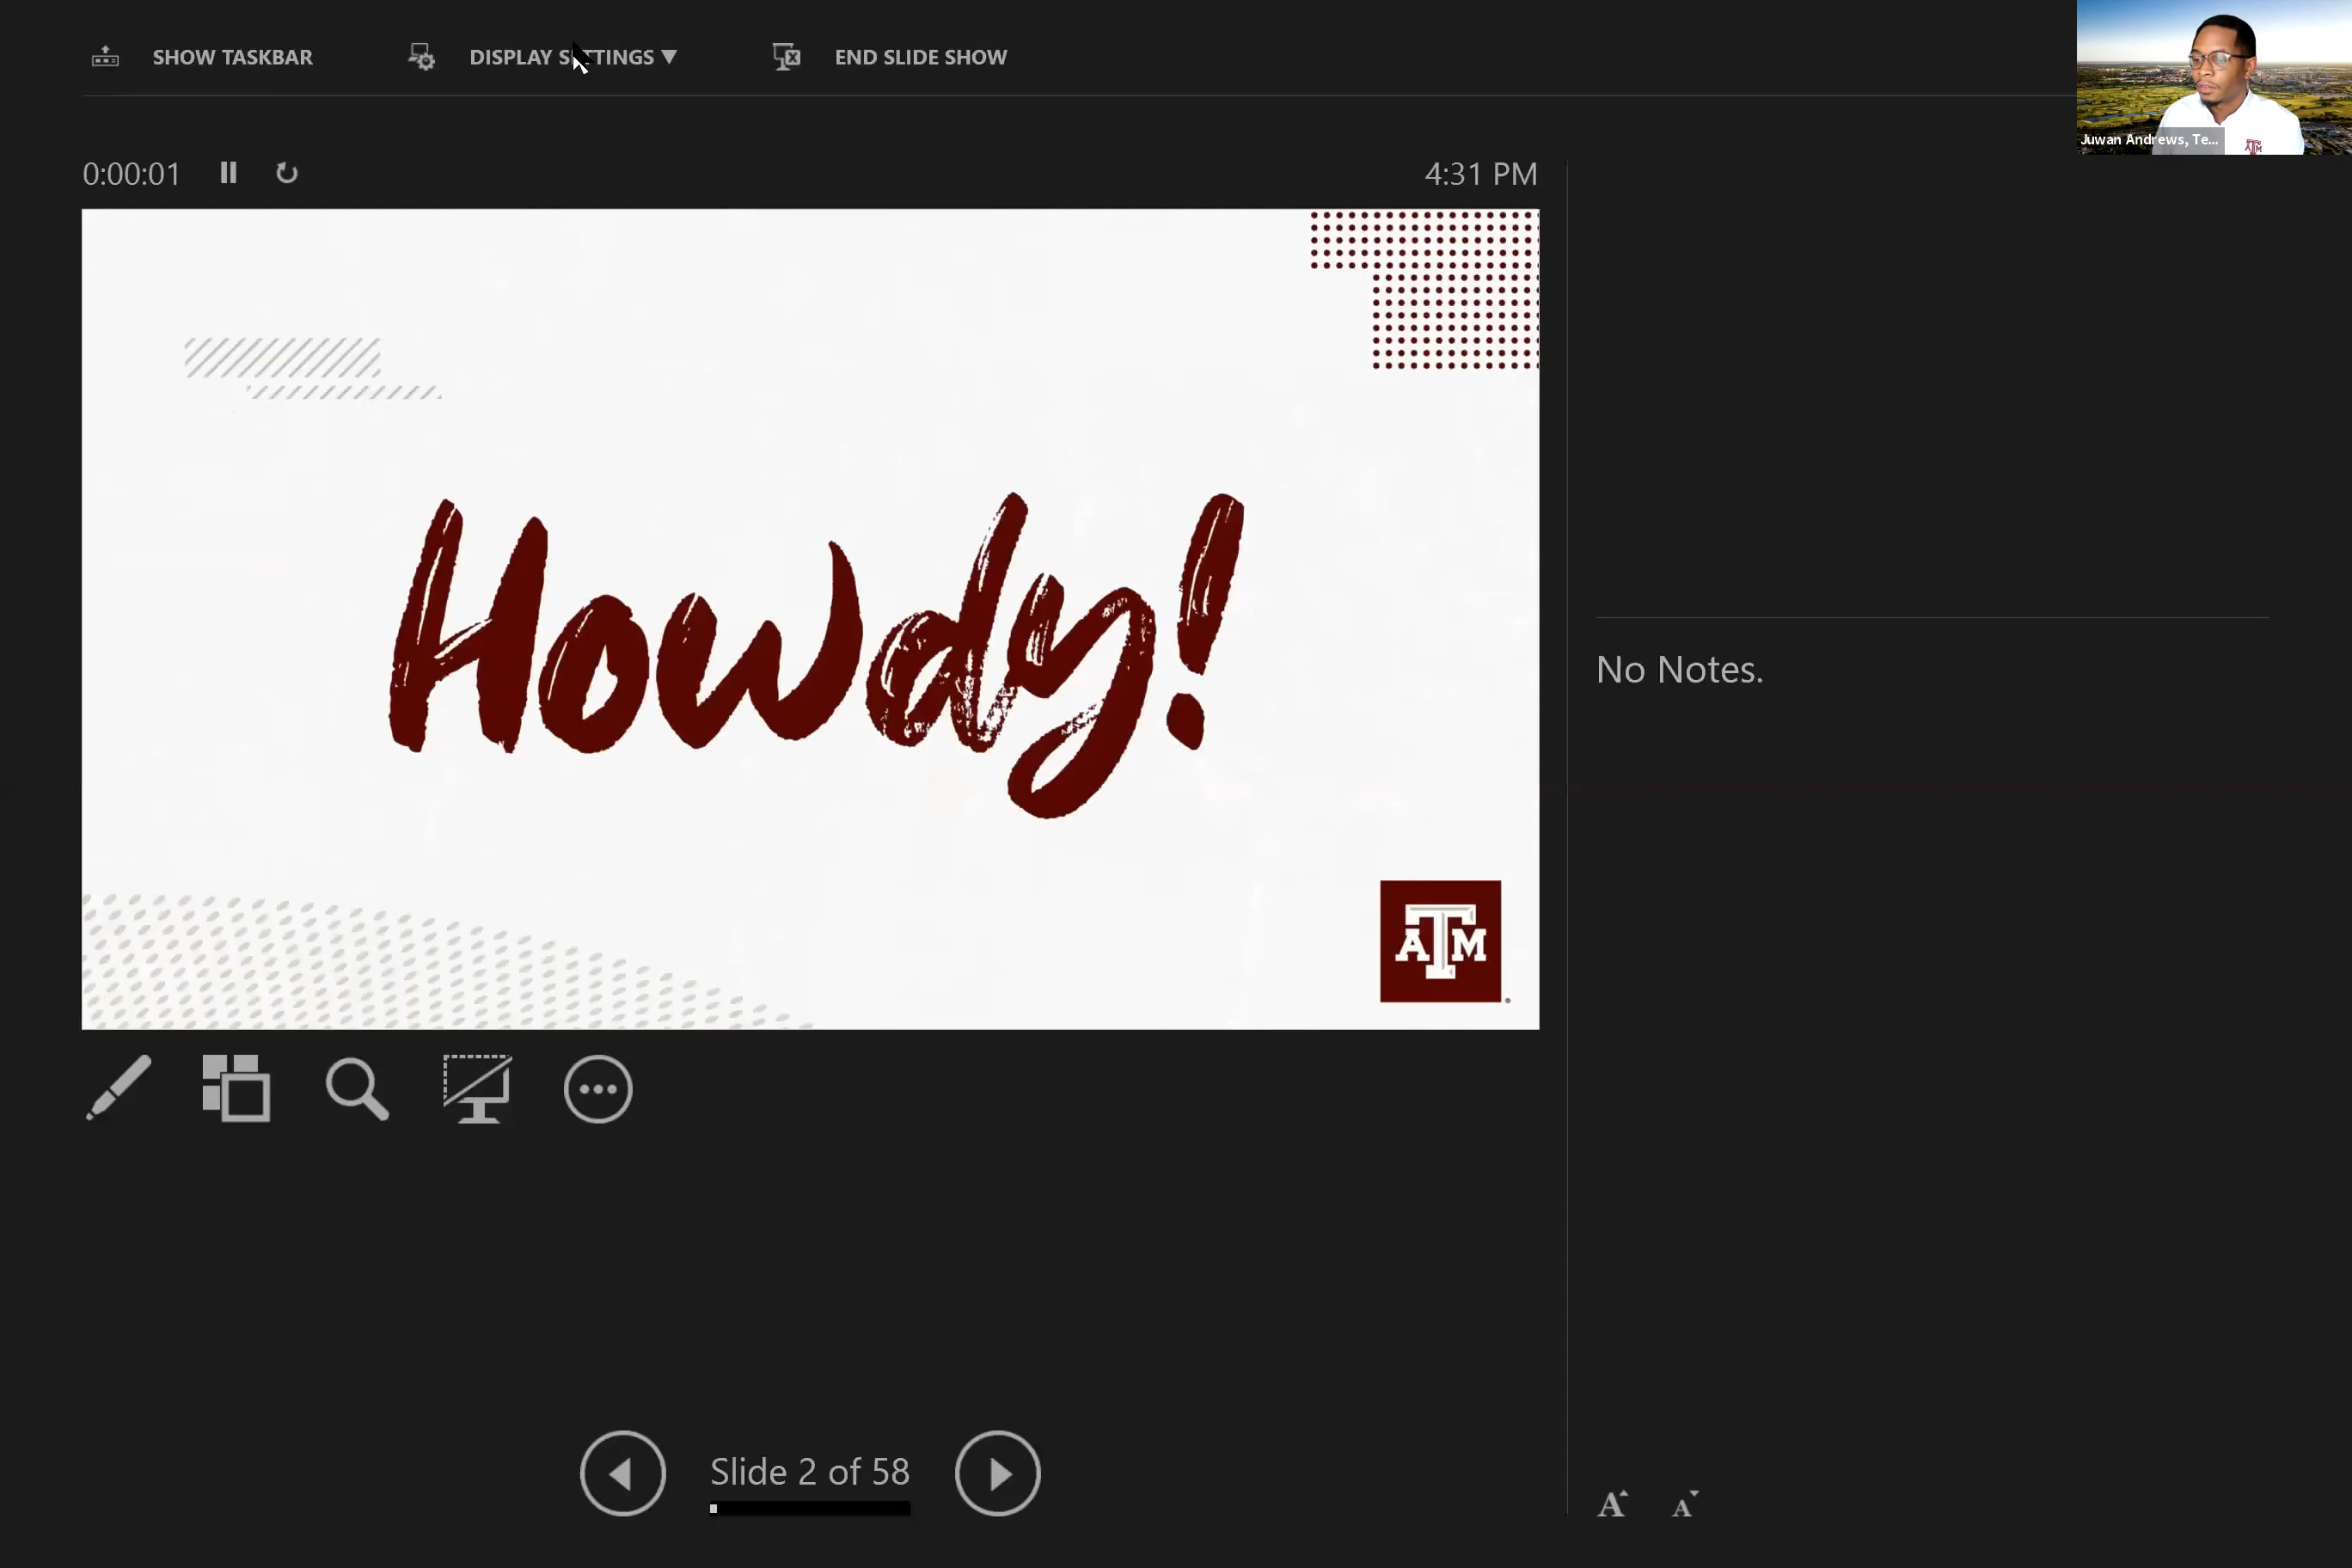 SHOW TASKBAR
DISPLAY SETTINGS ▼
END SLIDE SHOW
Juwan Andrews, Te...
ATM
0:00:01
4:31 PM
Howdy!
ATM
No Notes.
Slide 2 of 58
A A